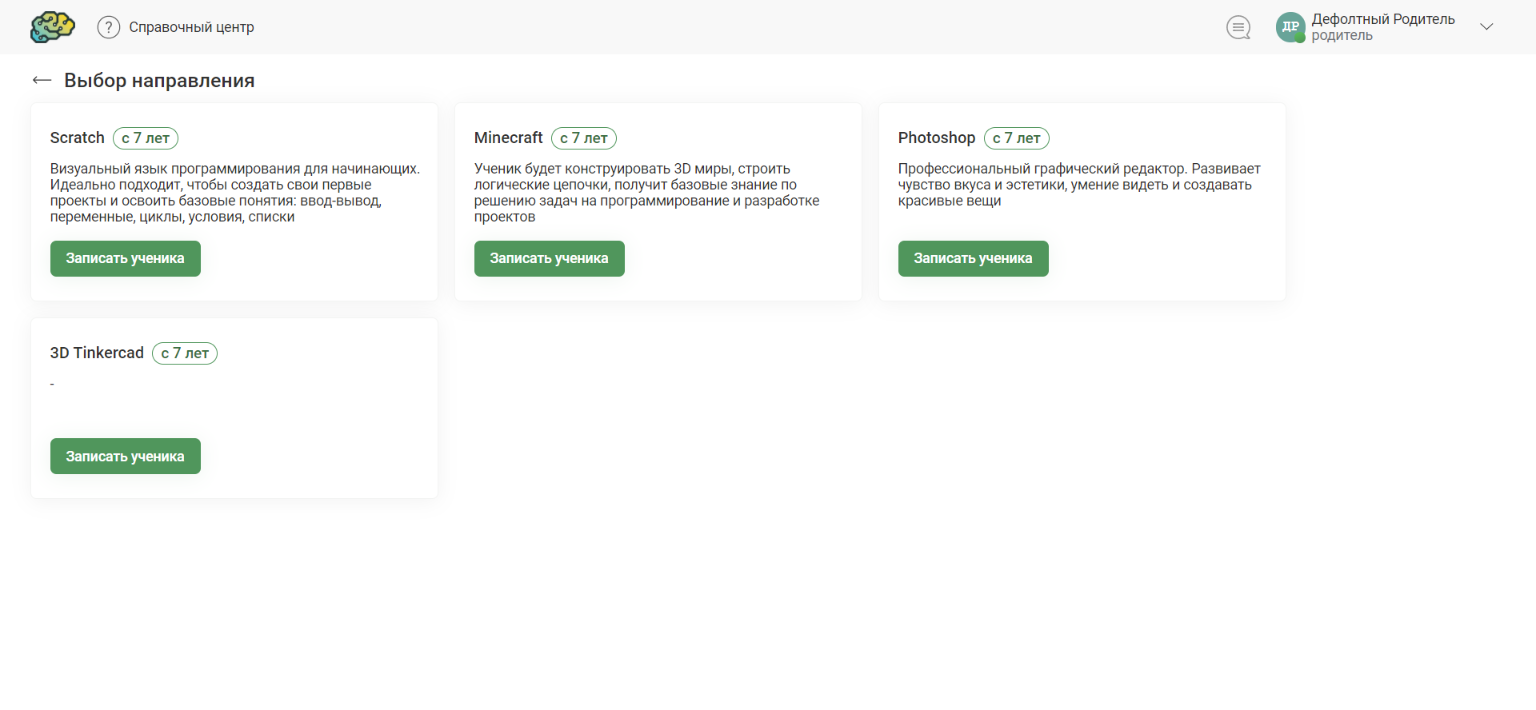 ? Справочный центр
ДР Дефолтный Родитель
родитель
Выбор направления
Scratch с 7 лет
Визуальный язык программирования для начинающих.
Идеально подходит, чтобы создать свои первые
проекты и освоить базовые понятия: ввод-вывод,
переменные, циклы, условия, списки
Записать ученика
Minecraft с 7 лет
Ученик будет конструировать 3D миры, строить
логические цепочки, получит базовые знание по
решению задач на программирование и разработке
проектов
Записать ученика
Photoshop с 7 лет
Профессиональный графический редактор. Развивает
чувство вкуса и эстетики, умение видеть и создавать
красивые вещи
Записать ученика
3D Tinkercad с 7 лет
-
Записать ученика